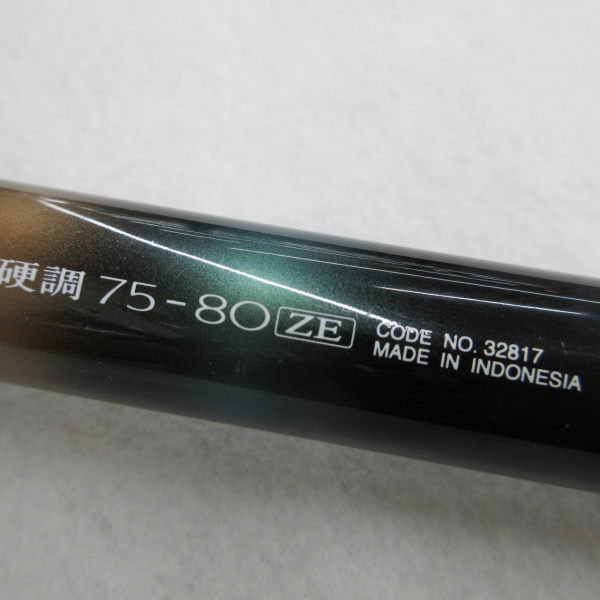 硬調 75-80 ZE
CODE NO. 32817
MADE IN INDONESIA